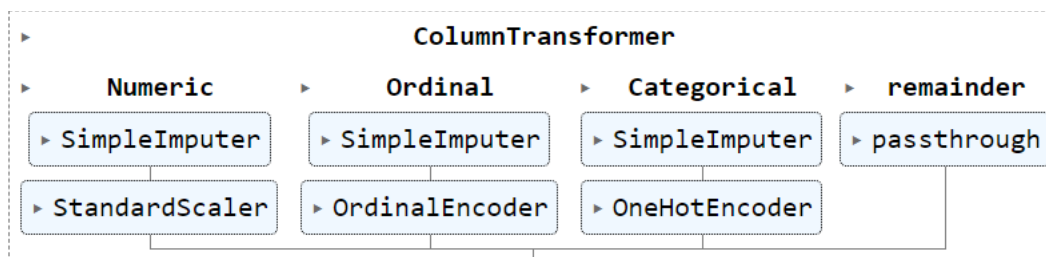 ColumnTransformer
Numeric Ordinal Categorical remainder
SimpleImputer SimpleImputer SimpleImputer passthrough
StandardScaler OrdinalEncoder OneHotEncoder